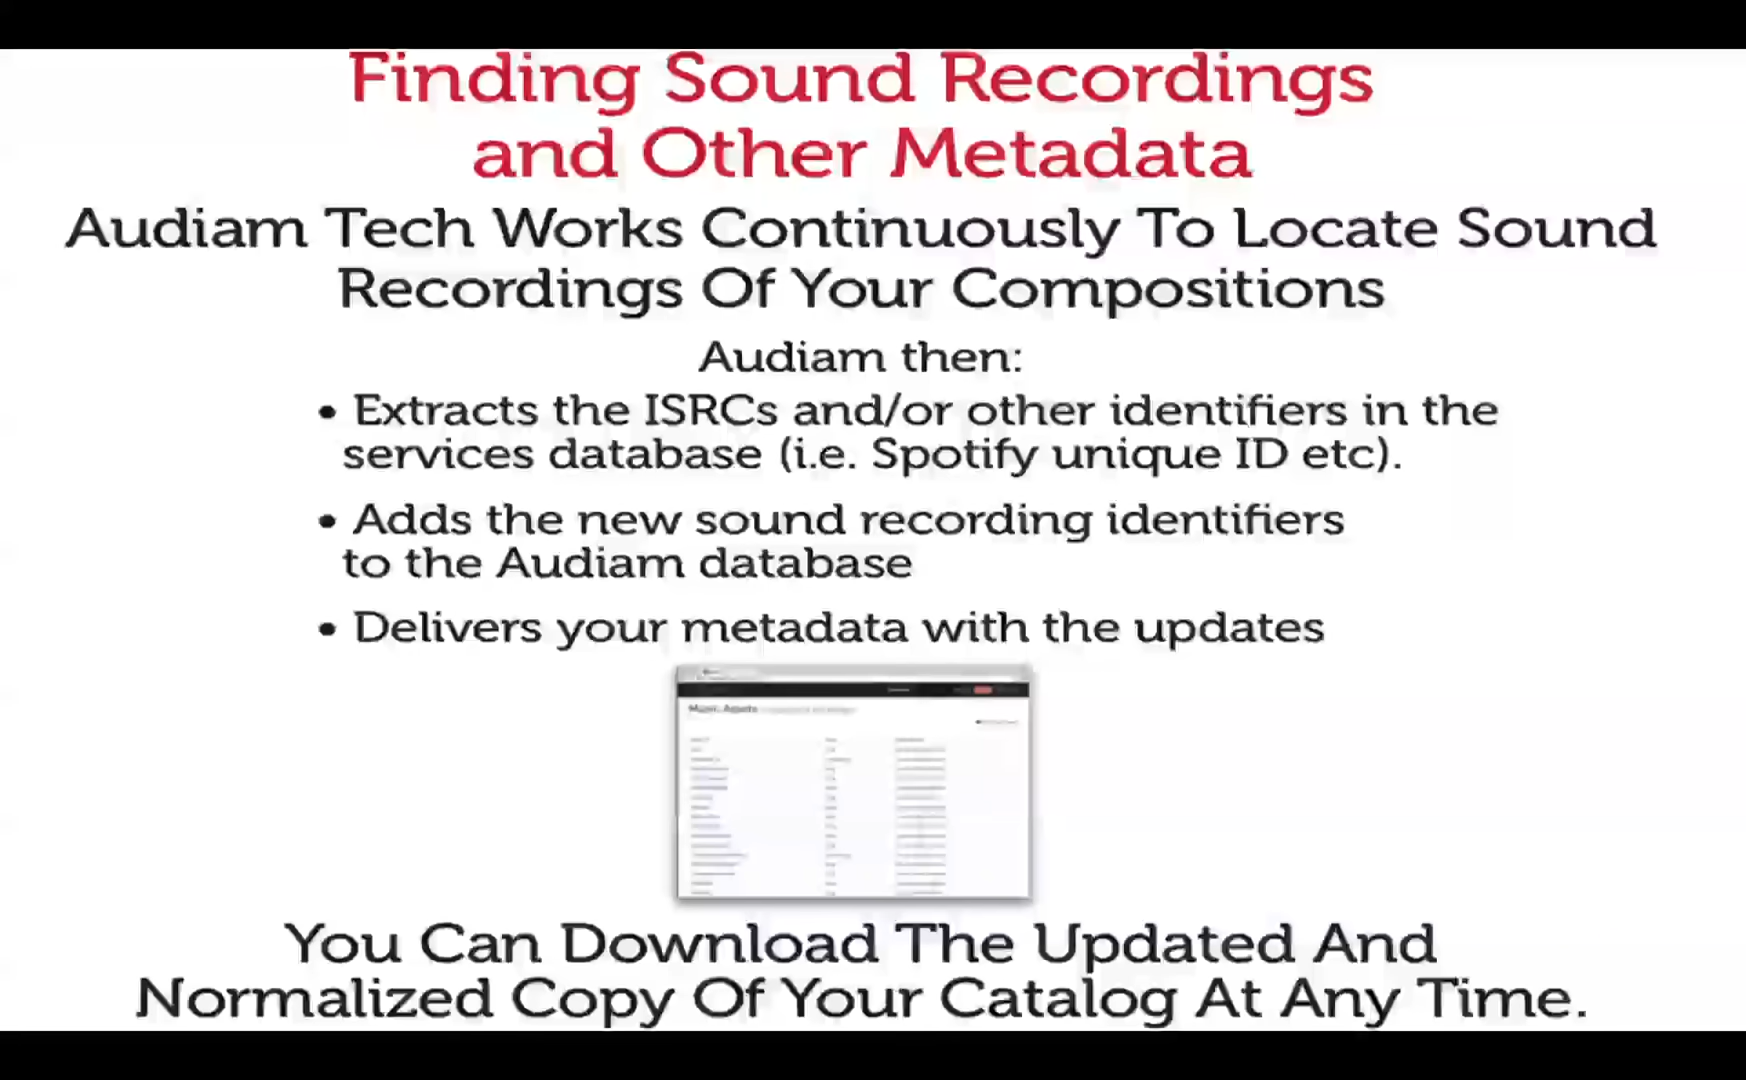 Finding Sound Recordings
and Other Metadata
Audiam Tech Works Continuously To Locate Sound
Recordings Of Your Compositions
Audiam then:
• Extracts the ISRCs and/or other identifiers in the
services database (i.e. Spotify unique ID etc).
• Adds the new sound recording identifiers
to the Audiam database
• Delivers your metadata with the updates
Music Assets
You Can Download The Updated And
Normalized Copy Of Your Catalog At Any Time.